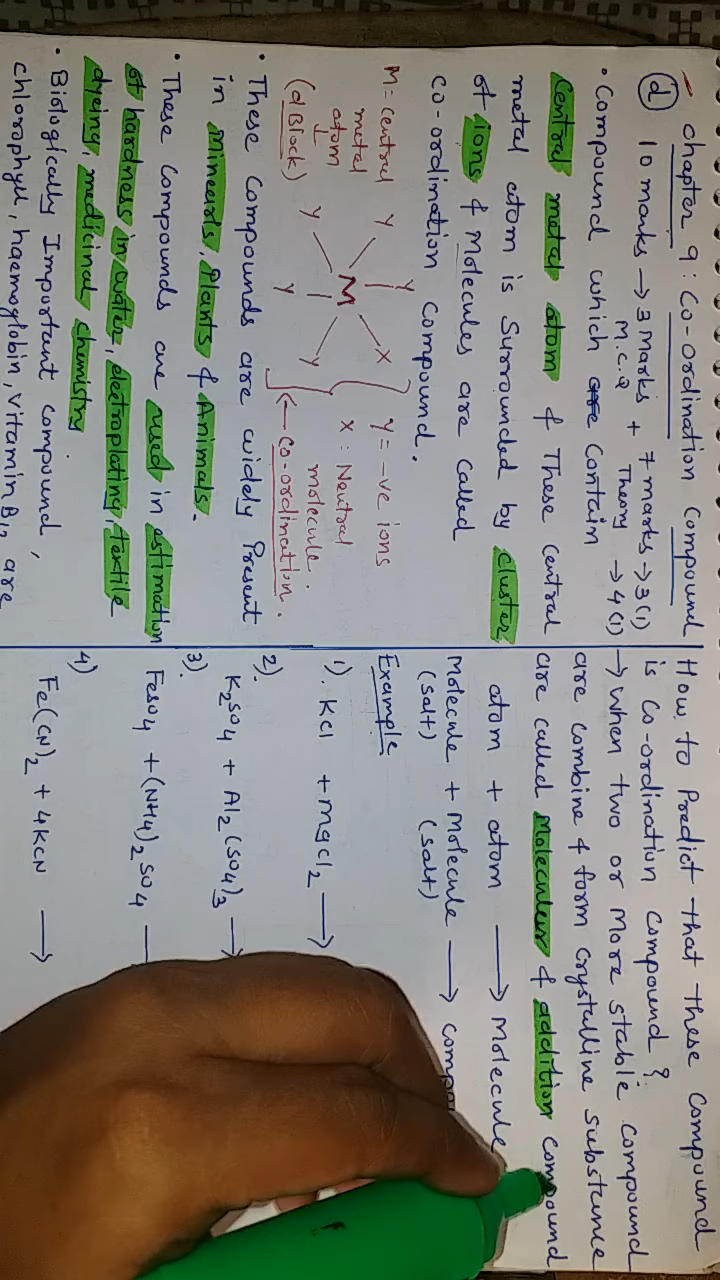 chapter 9: Co-Ordination Compound
(d) 10 marks → 3 Marks + 7 marks → 3(1)
M.C.Q Theory → 4(1)
• Compound which contain
Central metal atom & These central
metal atom is Surrounded by cluster
of ions & Molecules are called
co-ordination compound.
M = central metal atom
↓
(d Block)
Y Y Y X
M
Y Y Y
Y = -ve ions
X : Neutral molecule.
← Co-ordination.
• These Compounds are widely Present
in minerals, Plants & Animals.
• These compounds are used in estimation
of hardness in water, electroplating, textile
dyeing, medicinal chemistry
• Biologically Important compound,
chlorophyll, haemoglobin, vitamin B12 are
How to Predict that these compound
is co-ordination compound?
→ When two or More stable compound
are combine & form crystalline substance
are called Molecular & addition compound
atom + atom → Molecule
Molecule + Molecule →
(salt) (salt)
Example
1). KCl + MgCl2 →
2). K2SO4 + Al2(SO4)3 →
3). FeSO4 + (NH4)2SO4 —
4) Fe(CN)2 + 4KCN →